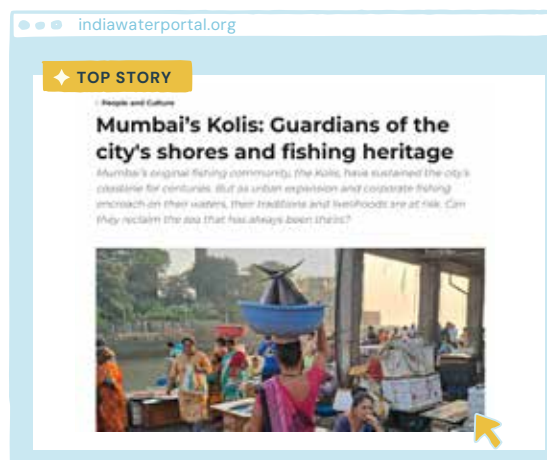 indiawaterportal.org
TOP STORY
People and Culture
Mumbai's Kolis: Guardians of the
city's shores and fishing heritage
Mumbai's original fishing community, the Kolis, have sustained the city's
coastline for centuries. But as urban expansion and corporate fishing
encroach on their waters, their traditions and livelihoods are at risk. Can
they reclaim the sea that has always been theirs?